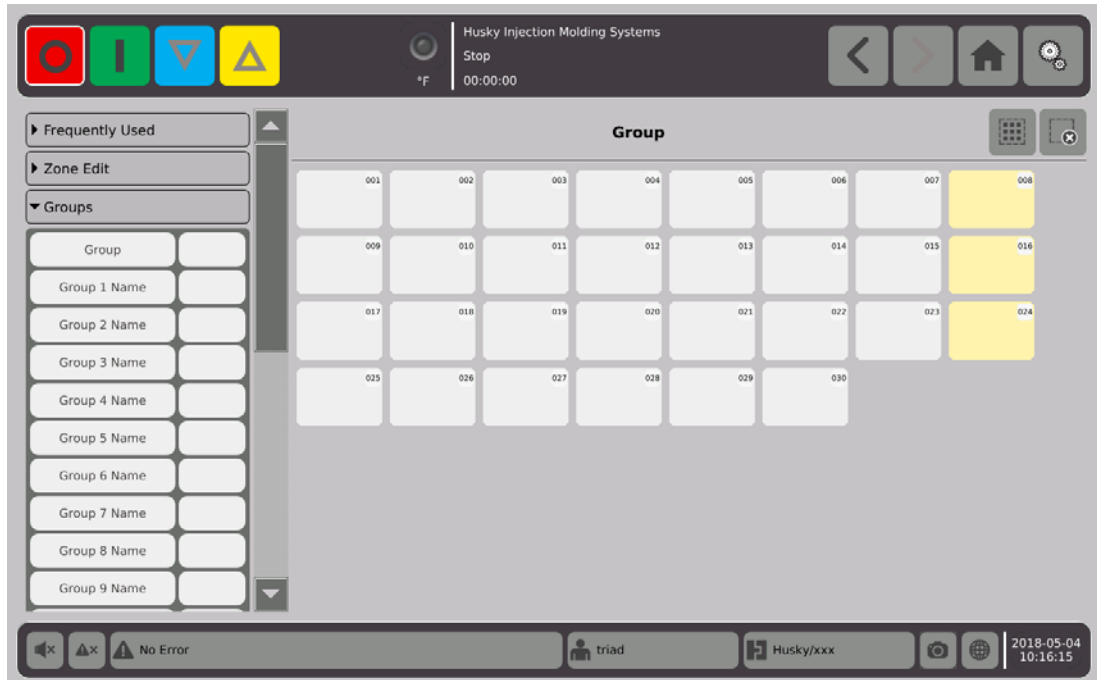 Husky Injection Molding Systems
Stop
°F 00:00:00
Frequently Used
Zone Edit
Groups
Group
Group 1 Name
Group 2 Name
Group 3 Name
Group 4 Name
Group 5 Name
Group 6 Name
Group 7 Name
Group 8 Name
Group 9 Name
Group
001 002 003 004 005 006 007 008
009 010 011 012 013 014 015 016
017 018 019 020 021 022 023 024
025 026 027 028 029 030
No Error triad Husky/xxx 2018-05-04
10:16:15